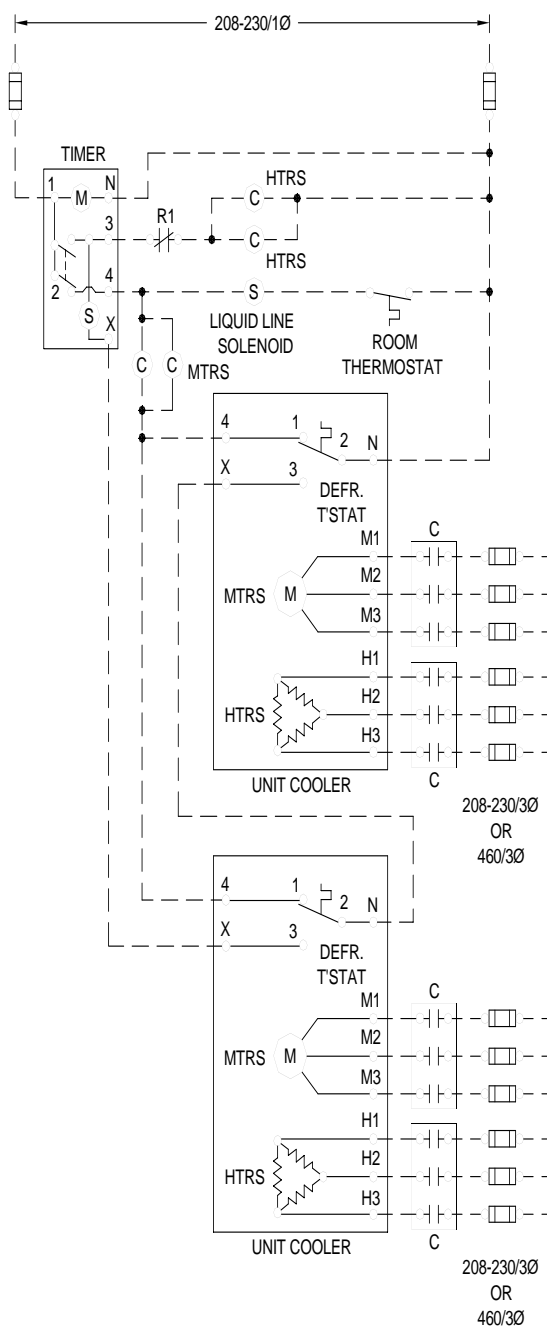 208-230/1Ø
TIMER
1
M
N
3
2
4
S
X
R1
HTRS
C
C
HTRS
S
LIQUID LINE
SOLENOID
ROOM
THERMOSTAT
C
C
MTRS
4
1
2
N
X
3
DEFR.
T'STAT
MTRS
M
M1
M2
M3
C
HTRS
H1
H2
H3
C
UNIT COOLER
208-230/3Ø
OR
460/3Ø
4
1
2
N
X
3
DEFR.
T'STAT
MTRS
M
M1
M2
M3
C
HTRS
H1
H2
H3
C
UNIT COOLER
208-230/3Ø
OR
460/3Ø